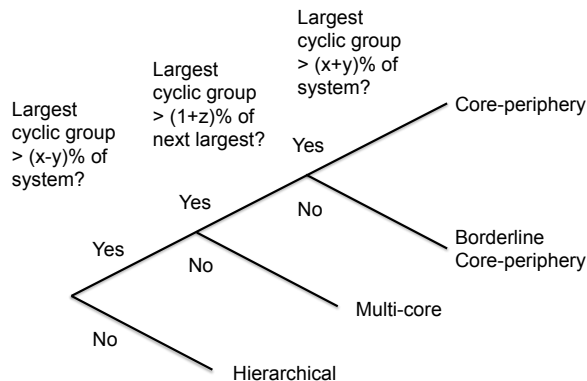 Largest
cyclic group
> (x+y)% of
system?
Largest
cyclic group
> (1+z)% of
next largest?
Largest
cyclic group
> (x-y)% of
system?
Yes
Core-periphery
Yes
No
Yes
Borderline
Core-periphery
No
Multi-core
No
Hierarchical